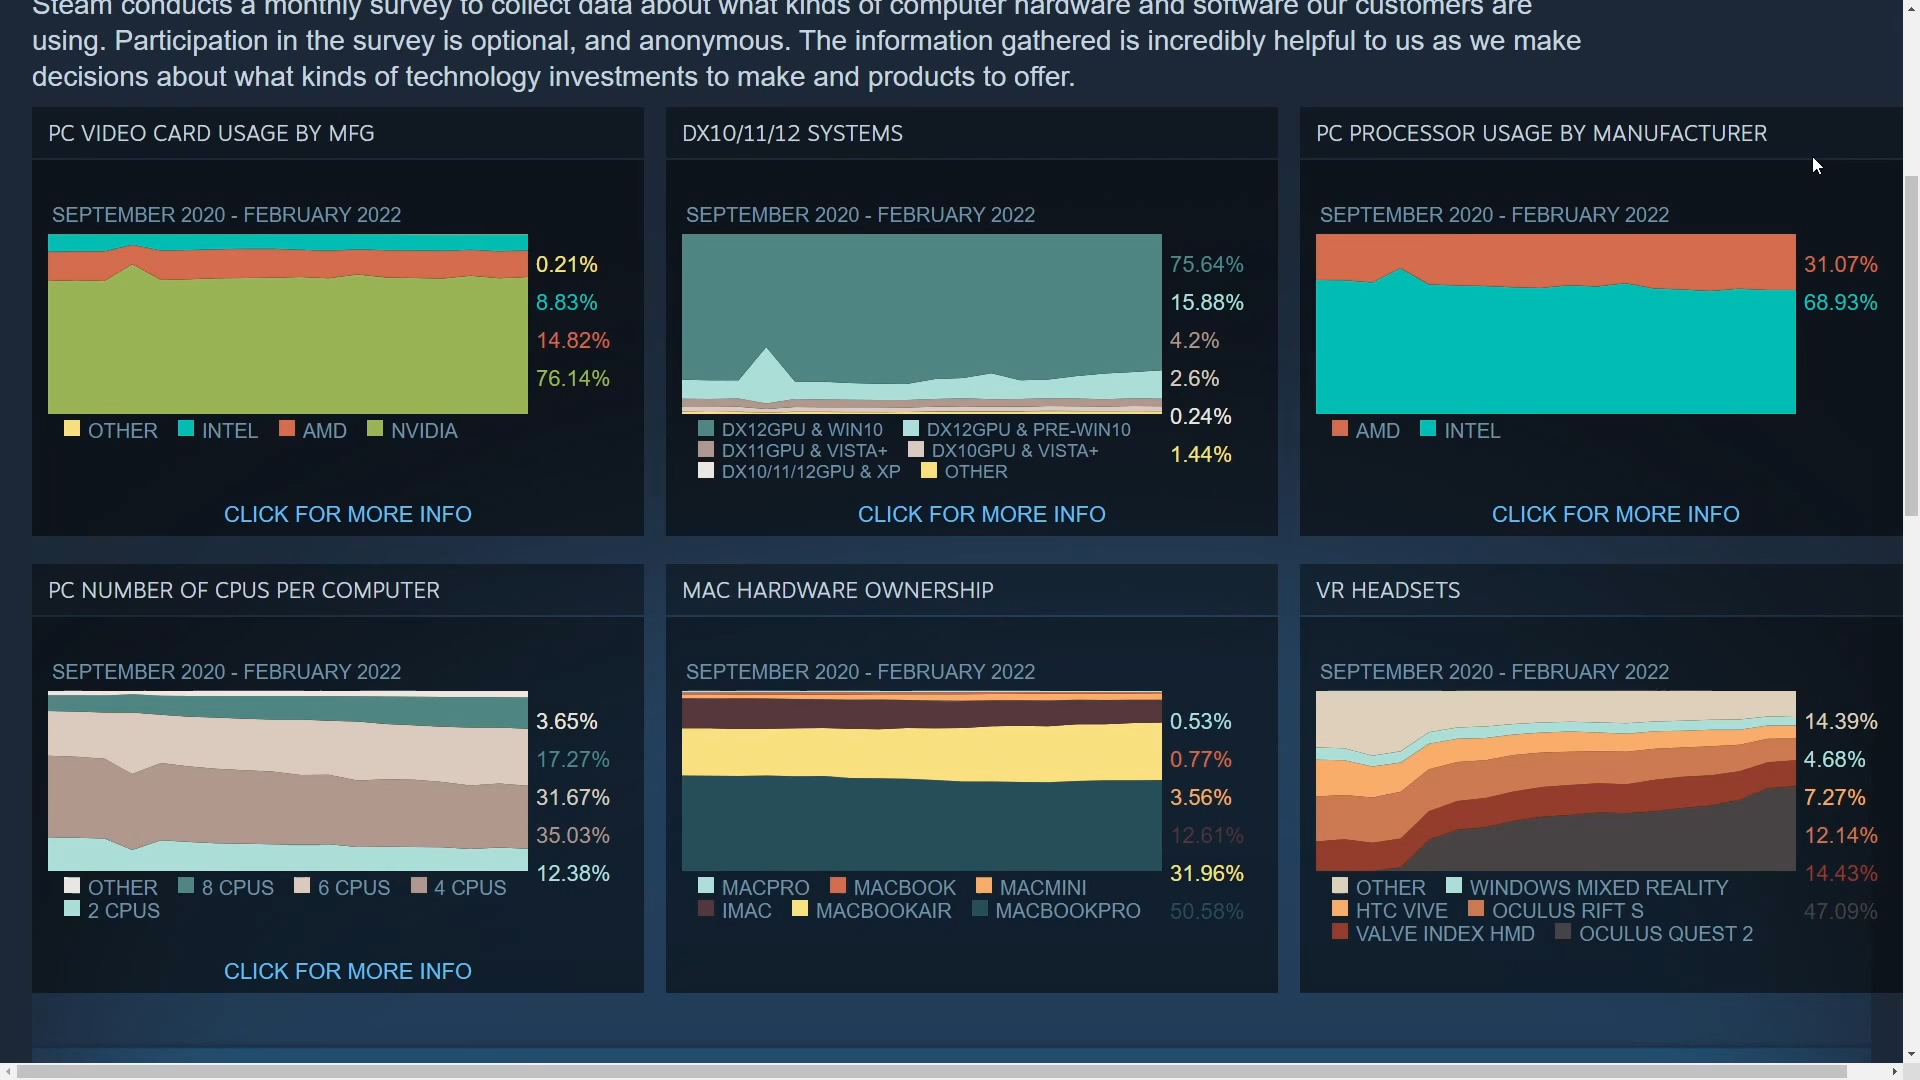 Steam conducts a monthly survey to collect data about what kinds of computer hardware and software our customers are
using. Participation in the survey is optional, and anonymous. The information gathered is incredibly helpful to us as we make
decisions about what kinds of technology investments to make and products to offer.
PC VIDEO CARD USAGE BY MFG
SEPTEMBER 2020 - FEBRUARY 2022
0.21%
8.83%
14.82%
76.14%
OTHER INTEL AMD NVIDIA
CLICK FOR MORE INFO
DX10/11/12 SYSTEMS
SEPTEMBER 2020 - FEBRUARY 2022
75.64%
15.88%
4.2%
2.6%
0.24%
1.44%
DX12GPU & WIN10 DX12GPU & PRE-WIN10
DX11GPU & VISTA+ DX10GPU & VISTA+
DX10/11/12GPU & XP OTHER
CLICK FOR MORE INFO
PC PROCESSOR USAGE BY MANUFACTURER
SEPTEMBER 2020 - FEBRUARY 2022
31.07%
68.93%
AMD INTEL
CLICK FOR MORE INFO
PC NUMBER OF CPUS PER COMPUTER
SEPTEMBER 2020 - FEBRUARY 2022
3.65%
17.27%
31.67%
35.03%
12.38%
OTHER 8 CPUS 6 CPUS 4 CPUS
2 CPUS
CLICK FOR MORE INFO
MAC HARDWARE OWNERSHIP
SEPTEMBER 2020 - FEBRUARY 2022
0.53%
0.77%
3.56%
12.61%
31.96%
50.58%
MACPRO MACBOOK MACMINI
IMAC MACBOOKAIR MACBOOKPRO
VR HEADSETS
SEPTEMBER 2020 - FEBRUARY 2022
14.39%
4.68%
7.27%
12.14%
14.43%
47.09%
OTHER WINDOWS MIXED REALITY
HTC VIVE OCULUS RIFT S
VALVE INDEX HMD OCULUS QUEST 2